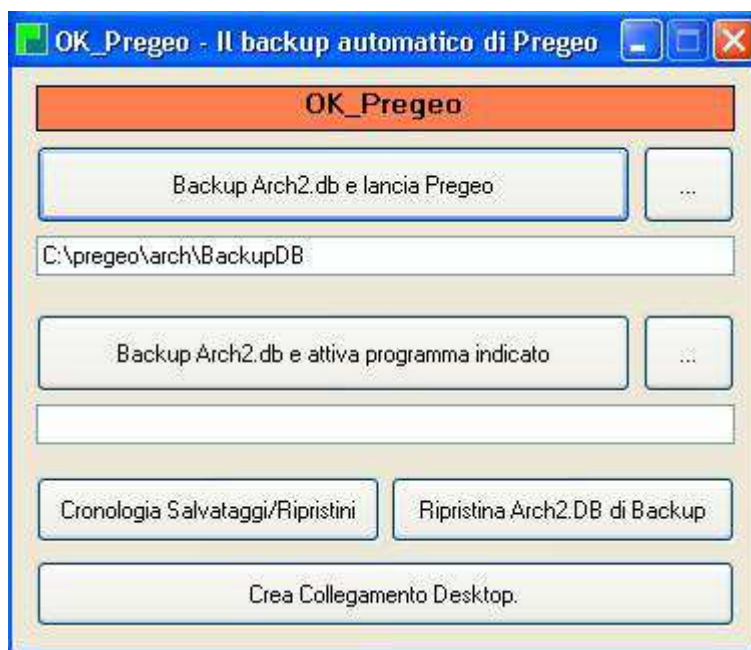 OK_Pregeo - Il backup automatico di Pregeo
OK_Pregeo
Backup Arch2.db e lancia Pregeo ...
C:\pregeo\arch\BackupDB
Backup Arch2.db e attiva programma indicato ...
Cronologia Salvataggi/Ripristini Ripristina Arch2.DB di Backup
Crea Collegamento Desktop.